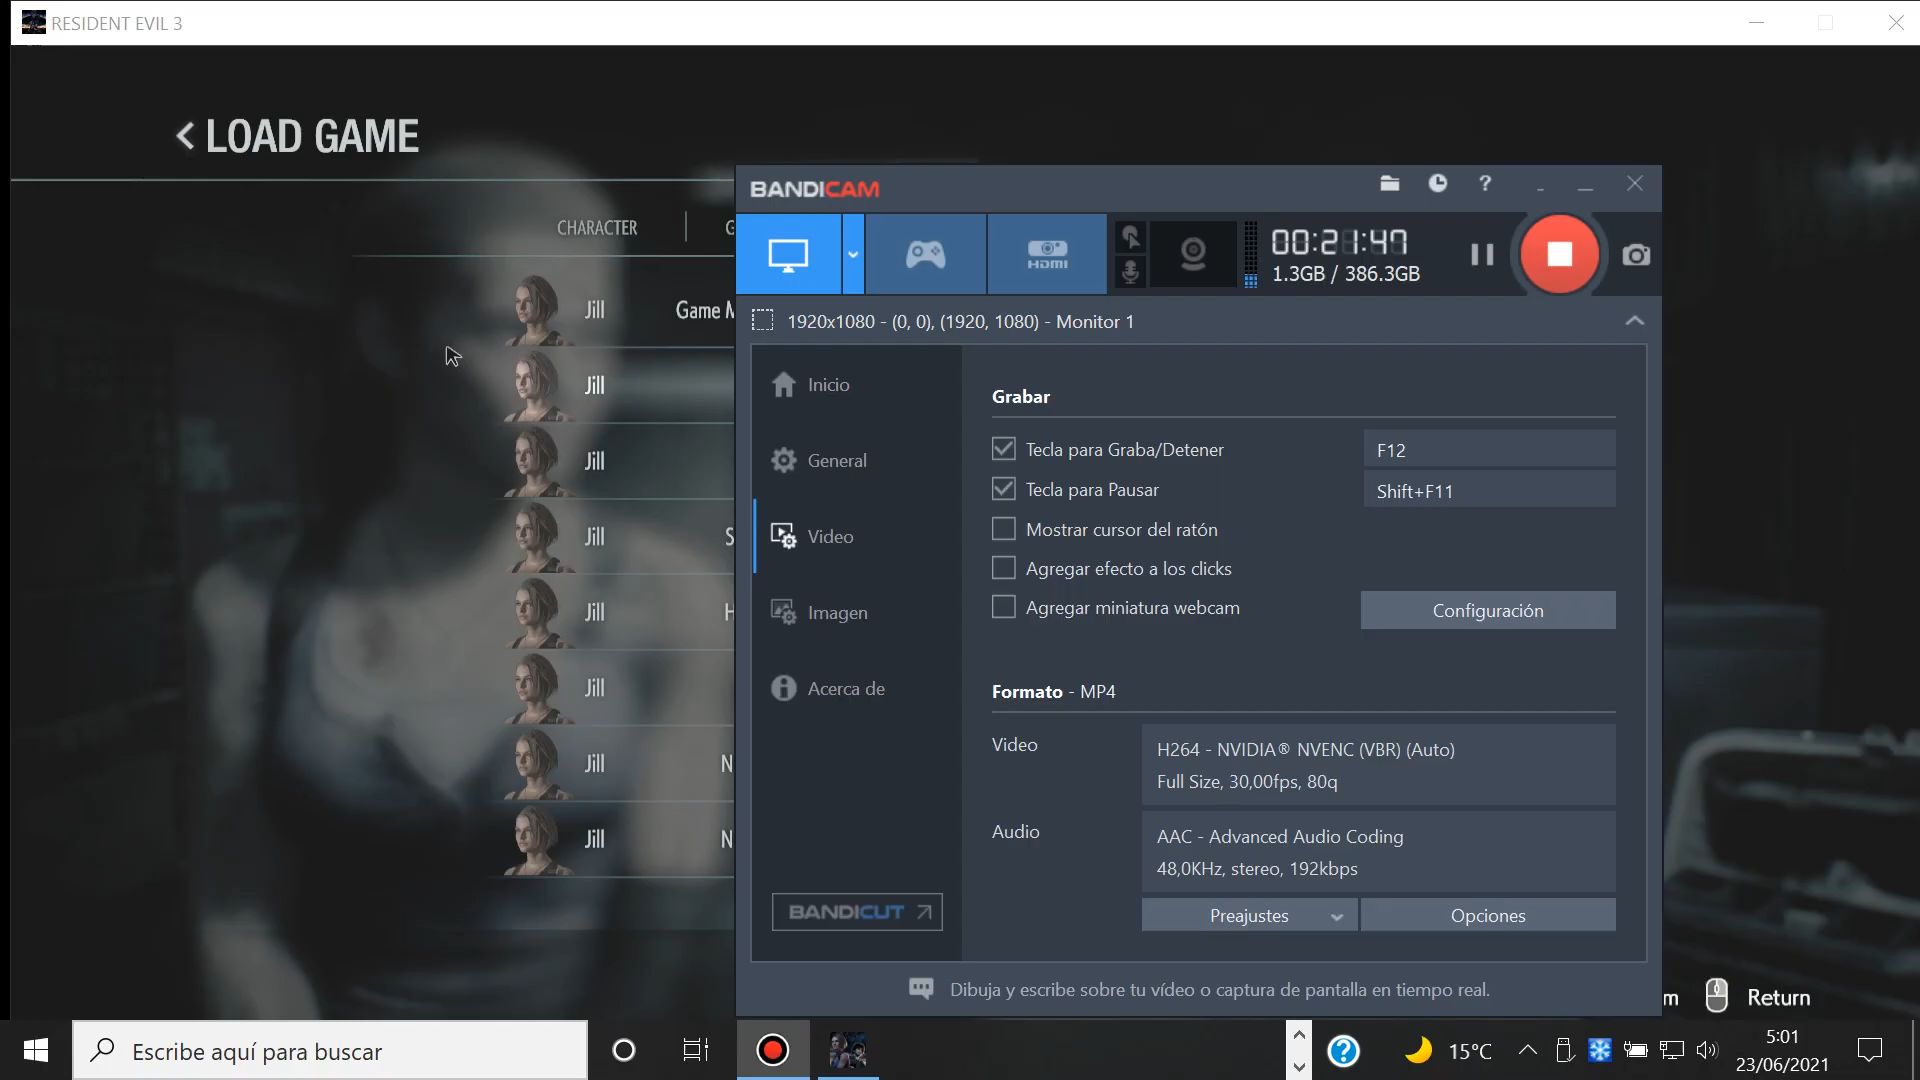 RESIDENT EVIL 3
LOAD GAME
CHARACTER
Jill
Game
Jill
Jill
Jill
Jill
Jill
Jill
Jill
BANDICAM
HDMI
00:21:47
1.3GB / 386.3GB
1920x1080 - (0, 0), (1920, 1080) - Monitor 1
Inicio
General
Video
Imagen
Acerca de
BANDICUT
Grabar
Tecla para Graba/Detener
F12
Tecla para Pausar
Shift+F11
Mostrar cursor del ratón
Agregar efecto a los clicks
Agregar miniatura webcam
Configuración
Formato - MP4
Video
H264 - NVIDIA® NVENC (VBR) (Auto)
Full Size, 30,00fps, 80q
Audio
AAC - Advanced Audio Coding
48,0KHz, stereo, 192kbps
Preajustes
Opciones
Dibuja y escribe sobre tu vídeo o captura de pantalla en tiempo real.
Return
Escribe aquí para buscar
15°C
5:01
23/06/2021